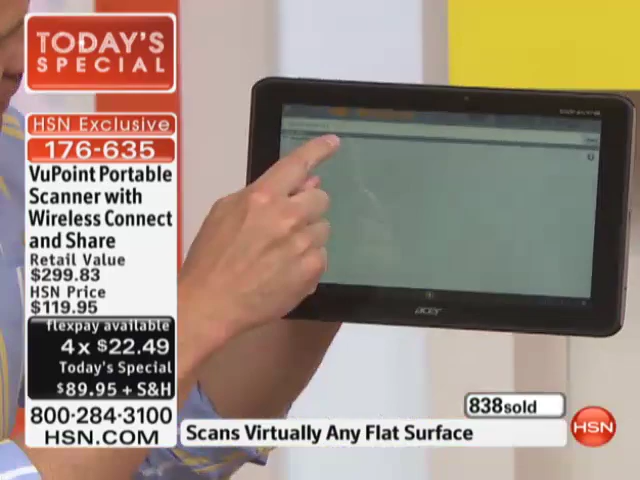 TODAY'S
SPECIAL
HSN Exclusive
176-635
VuPoint Portable
Scanner with
Wireless Connect
and Share
Retail Value
$299.83
HSN Price
$119.95
flexpay available
4 x $22.49
Today's Special
$89.95 + S&H
800-284-3100
HSN.COM
acer
838sold
Scans Virtually Any Flat Surface
HSN